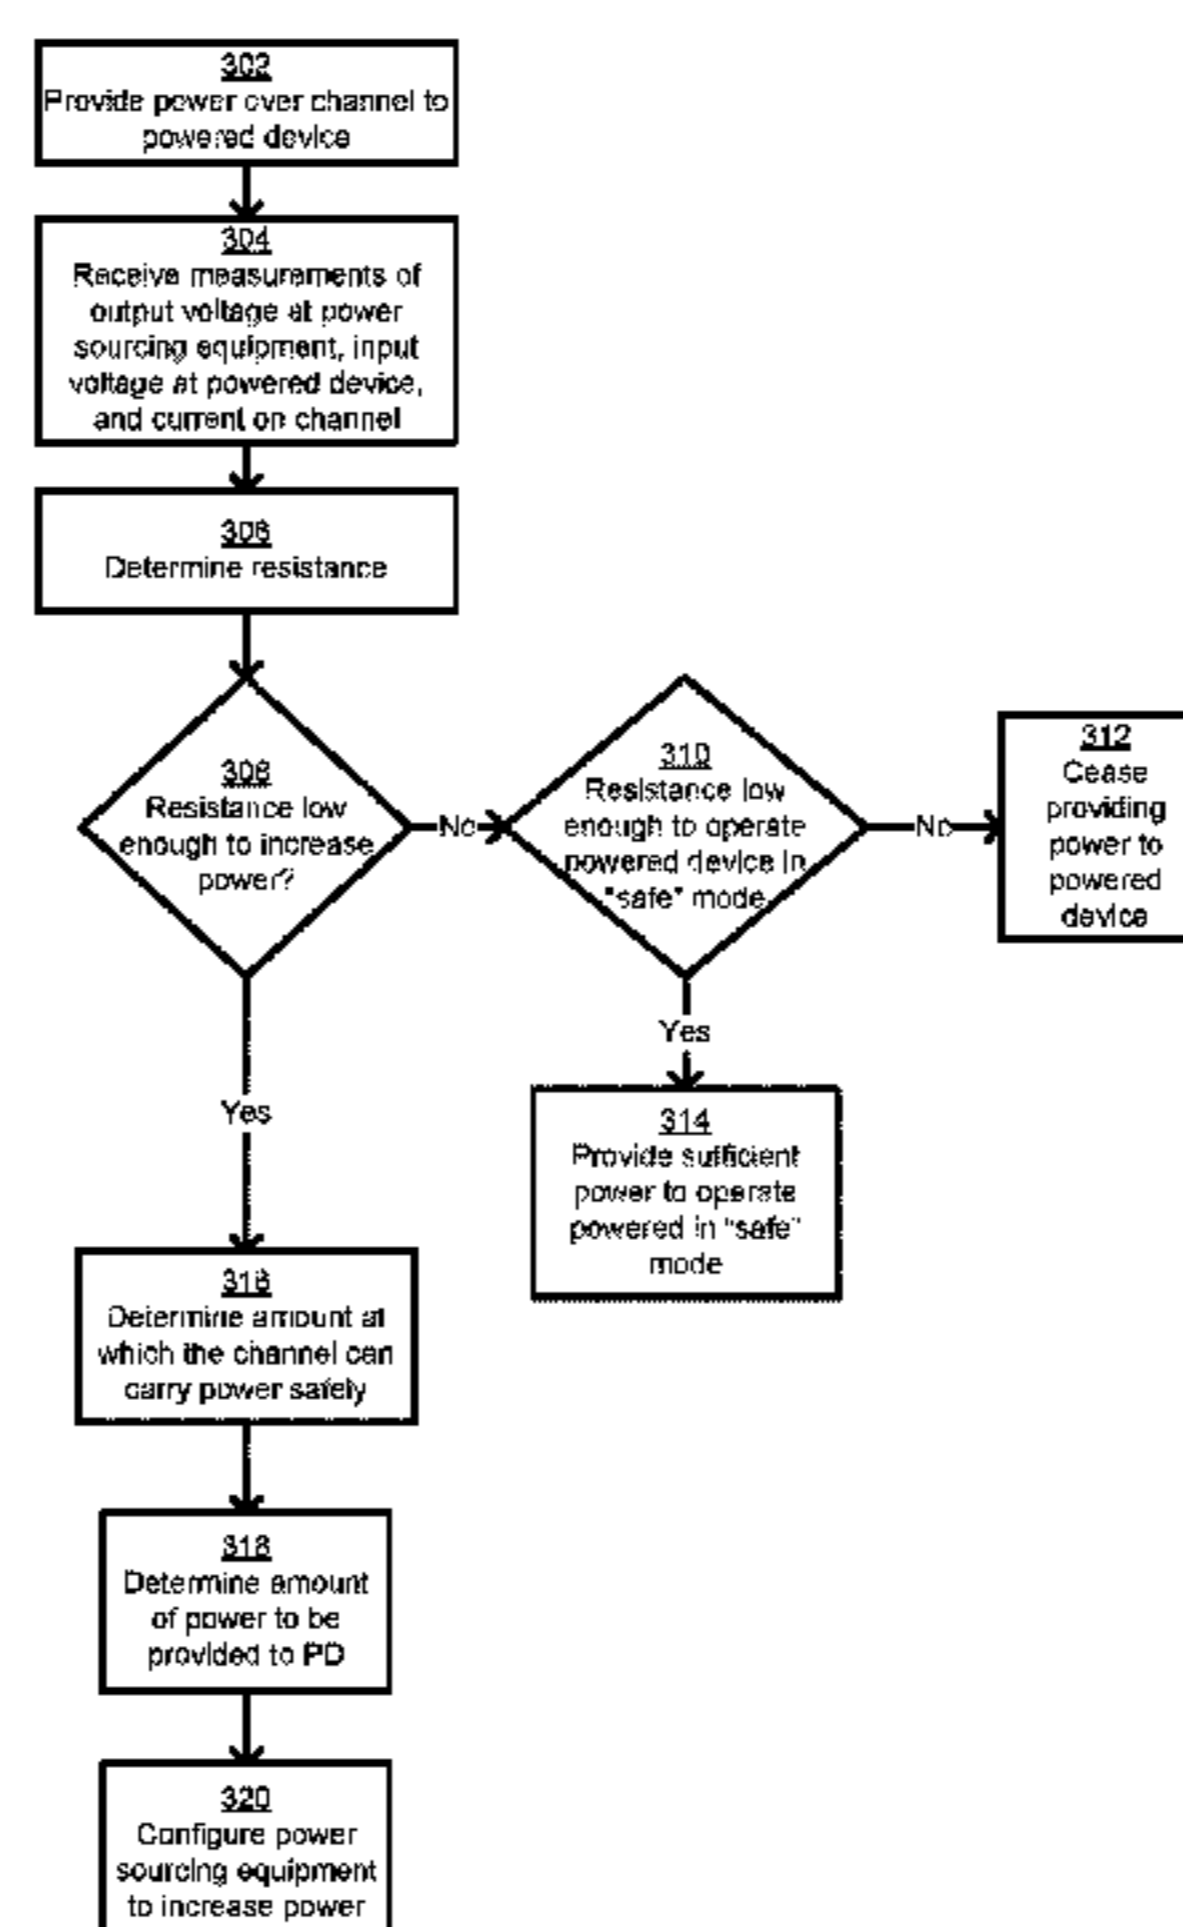 302
Provide power over channel to
powered device
304
Receive measurements of
output voltage at power
sourcing equipment, input
voltage at powered device,
and current on channel
306
Determine resistance
308
Resistance low
enough to increase
power?
No
310
Resistance low
enough to operate
powered device in
"safe" mode
No
312
Cease
providing
power to
powered
device
Yes
314
Provide sufficient
power to operate
powered in "safe"
mode
Yes
316
Determine amount at
which the channel can
carry power safely
318
Determine amount
of power to be
provided to PD
320
Configure power
sourcing equipment
to increase power